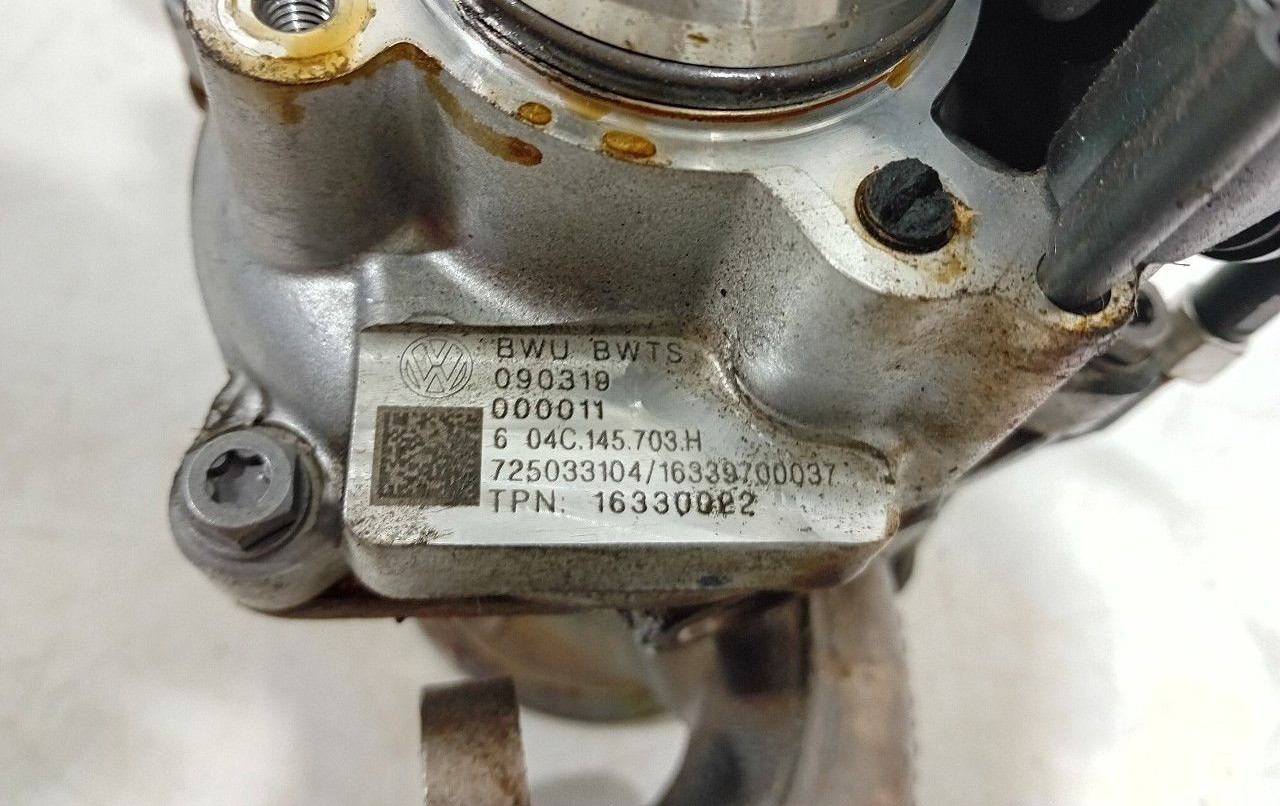 BWU BWTS
090319
000011
6 04C.145.703.H
725033104/16339700037
TPN: 16330022